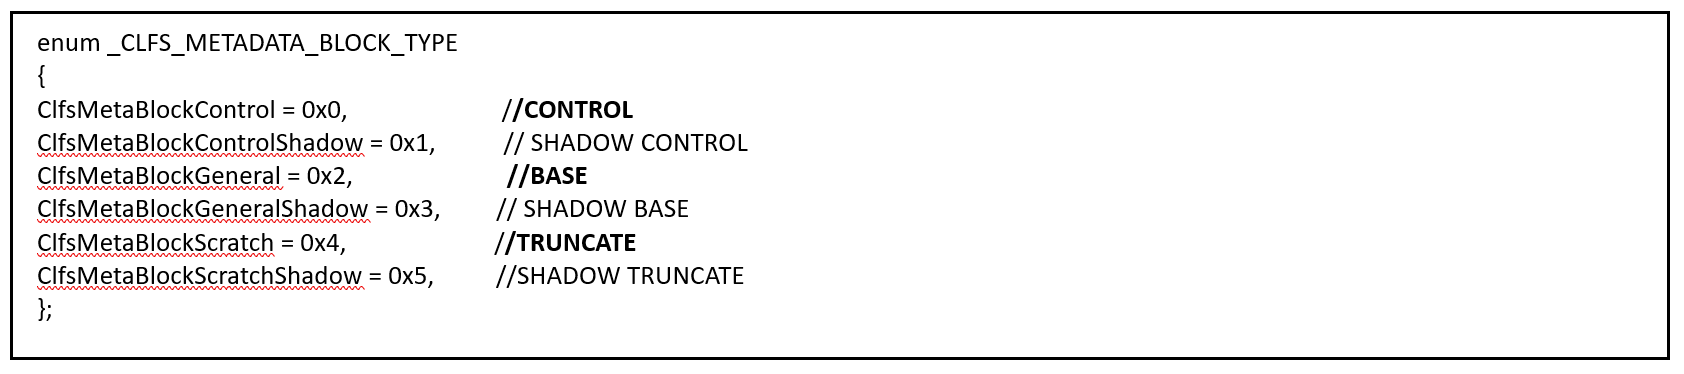 enum _CLFS_METADATA_BLOCK_TYPE
{
ClfsMetaBlockControl = 0x0, //CONTROL
ClfsMetaBlockControlShadow = 0x1, // SHADOW CONTROL
ClfsMetaBlockGeneral = 0x2, //BASE
ClfsMetaBlockGeneralShadow = 0x3, // SHADOW BASE
ClfsMetaBlockScratch = 0x4, //TRUNCATE
ClfsMetaBlockScratchShadow = 0x5, //SHADOW TRUNCATE
};